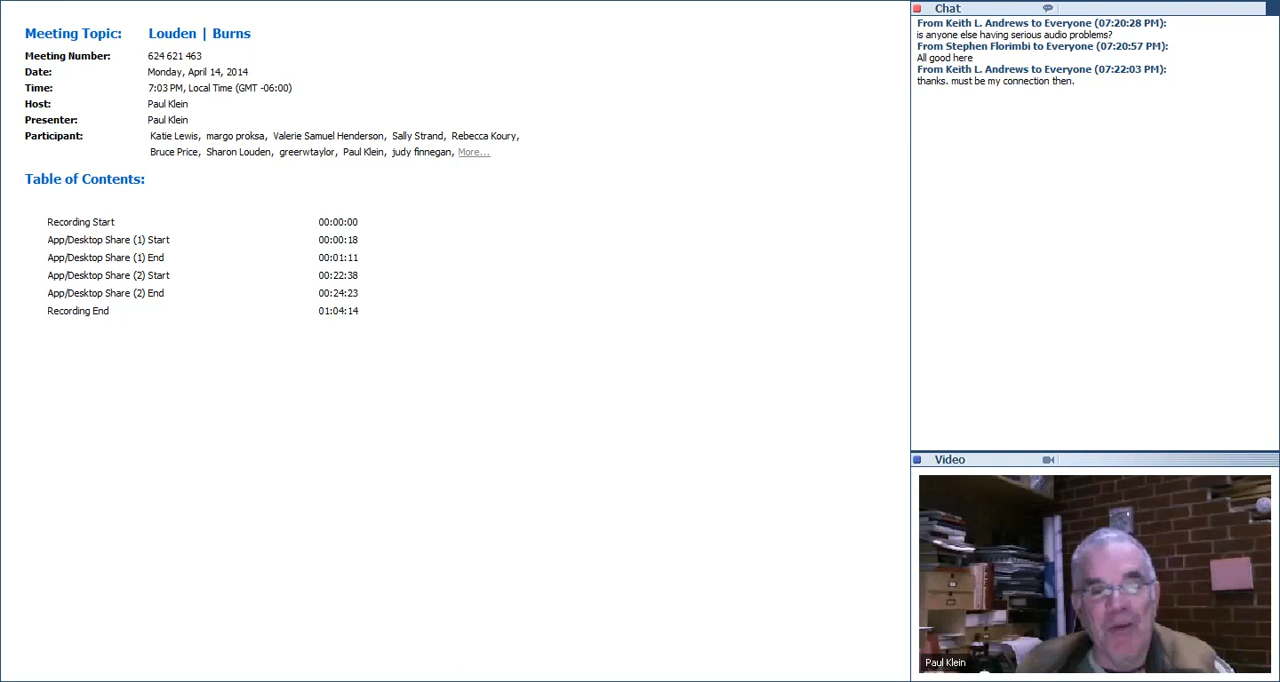 Meeting Topic: Louden | Burns
Meeting Number: 624 621 463
Date: Monday, April 14, 2014
Time: 7:03 PM, Local Time (GMT -06:00)
Host: Paul Klein
Presenter: Paul Klein
Participant: Katie Lewis, margo proksa, Valerie Samuel Henderson, Sally Strand, Rebecca Koury,
Bruce Price, Sharon Louden, greerwtaylor, Paul Klein, judy finnegan, More...
Table of Contents:
Recording Start 00:00:00
App/Desktop Share (1) Start 00:00:18
App/Desktop Share (1) End 00:01:11
App/Desktop Share (2) Start 00:22:38
App/Desktop Share (2) End 00:24:23
Recording End 01:04:14
Chat
From Keith L. Andrews to Everyone (07:20:28 PM):
is anyone else having serious audio problems?
From Stephen Florimbi to Everyone (07:20:57 PM):
All good here
From Keith L. Andrews to Everyone (07:22:03 PM):
thanks. must be my connection then.
Video
Paul Klein